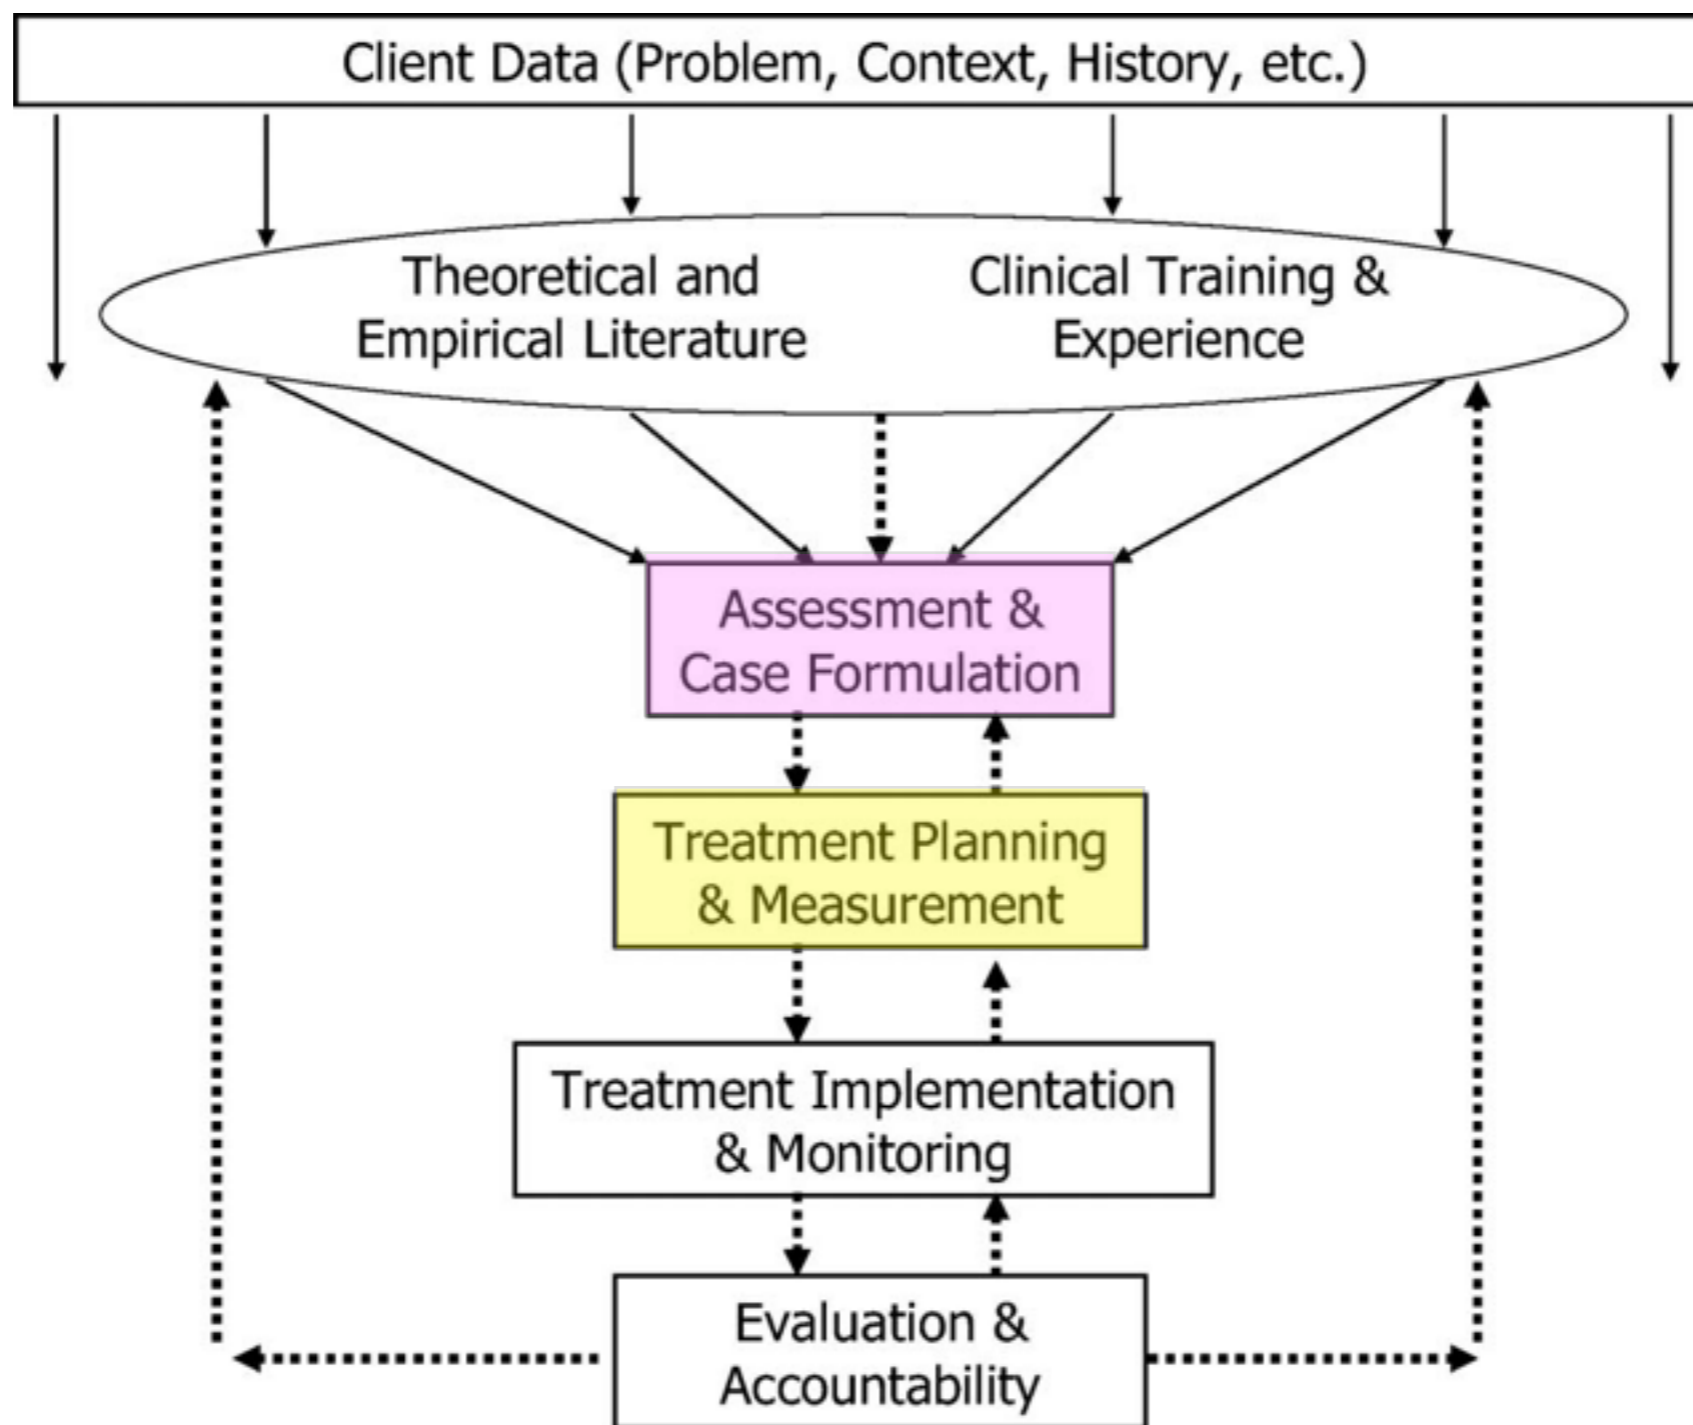 Client Data (Problem, Context, History, etc.)
Theoretical and
Empirical Literature
Clinical Training &
Experience
Assessment &
Case Formulation
Treatment Planning
& Measurement
Treatment Implementation
& Monitoring
Evaluation &
Accountability